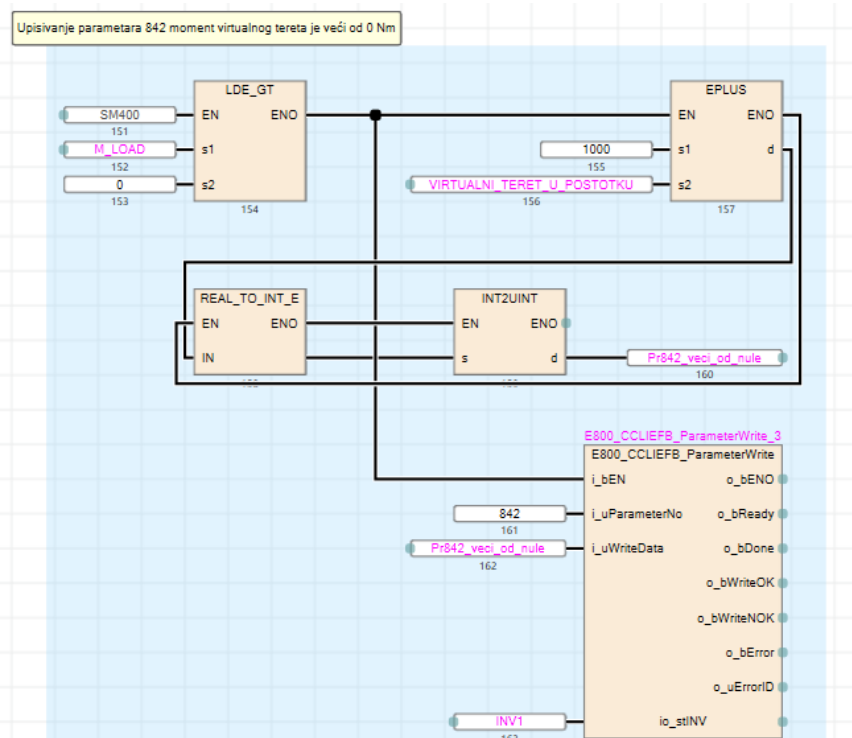 Upisivanje parametara 842 moment virtualnog tereta je veći od 0 Nm
LDE_GT
SM400 EN ENO
151
M_LOAD s1
152
0 s2
153
154
EPLUS
EN ENO
1000 s1 d
155
VIRTUALNI_TERET_U_POSTOTKU s2
156
157
REAL_TO_INT_E
EN ENO
IN
INT2UINT
EN ENO
s d
Pr842_veci_od_nule
160
E800_CCLIEFB_ParameterWrite_3
E800_CCLIEFB_ParameterWrite
i_bEN o_bENO
842 i_uParameterNo o_bReady
161
Pr842_veci_od_nule i_uWriteData o_bDone
162
o_bWriteOK
o_bWriteNOK
o_bError
o_uErrorID
INV1 io_stINV